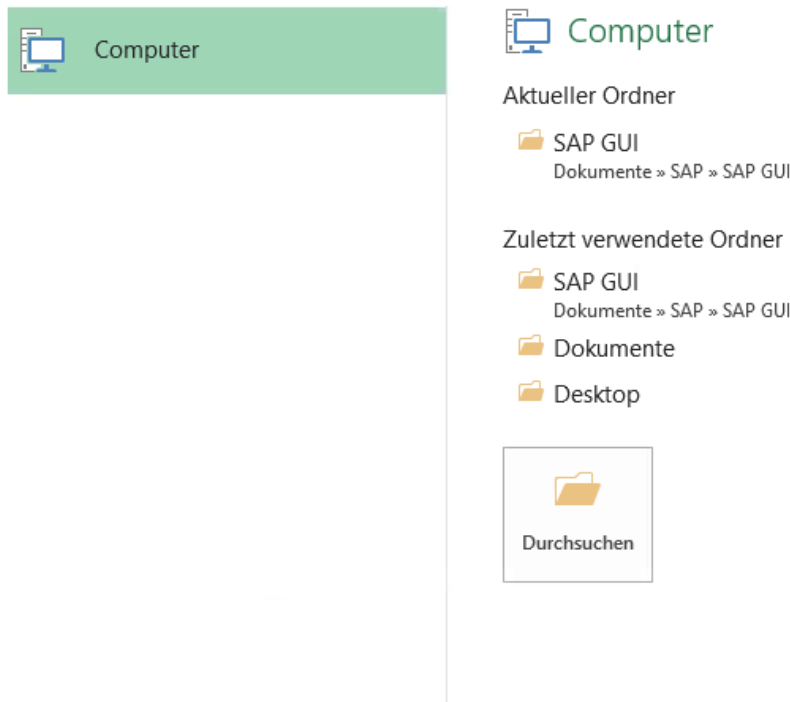 Computer
Computer
Aktueller Ordner
SAP GUI
Dokumente » SAP » SAP GUI
Zuletzt verwendete Ordner
SAP GUI
Dokumente » SAP » SAP GUI
Dokumente
Desktop
Durchsuchen